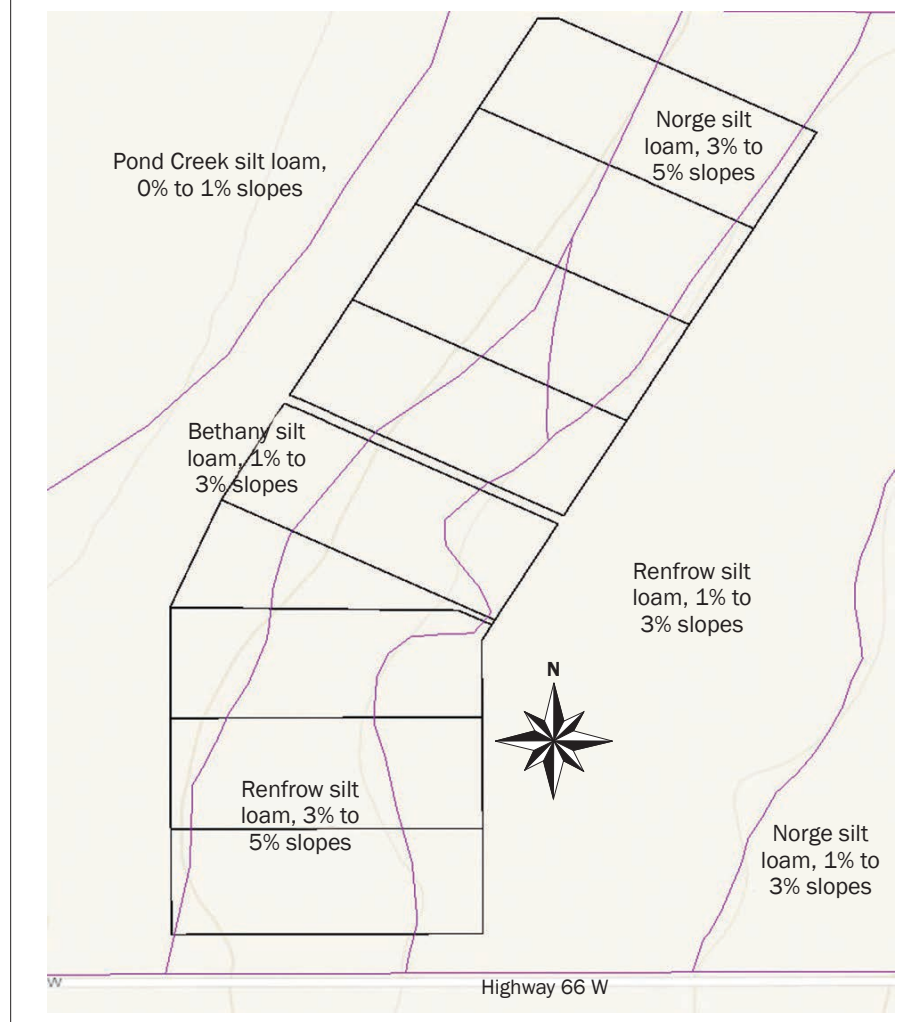 Norge silt
loam, 3% to
5% slopes
Pond Creek silt loam,
0% to 1% slopes
Bethany silt
loam, 1% to
3% slopes
Renfrow silt
loam, 1% to
3% slopes
N
Renfrow silt
loam, 3% to
5% slopes
Norge silt
loam, 1% to
3% slopes
W
Highway 66 W